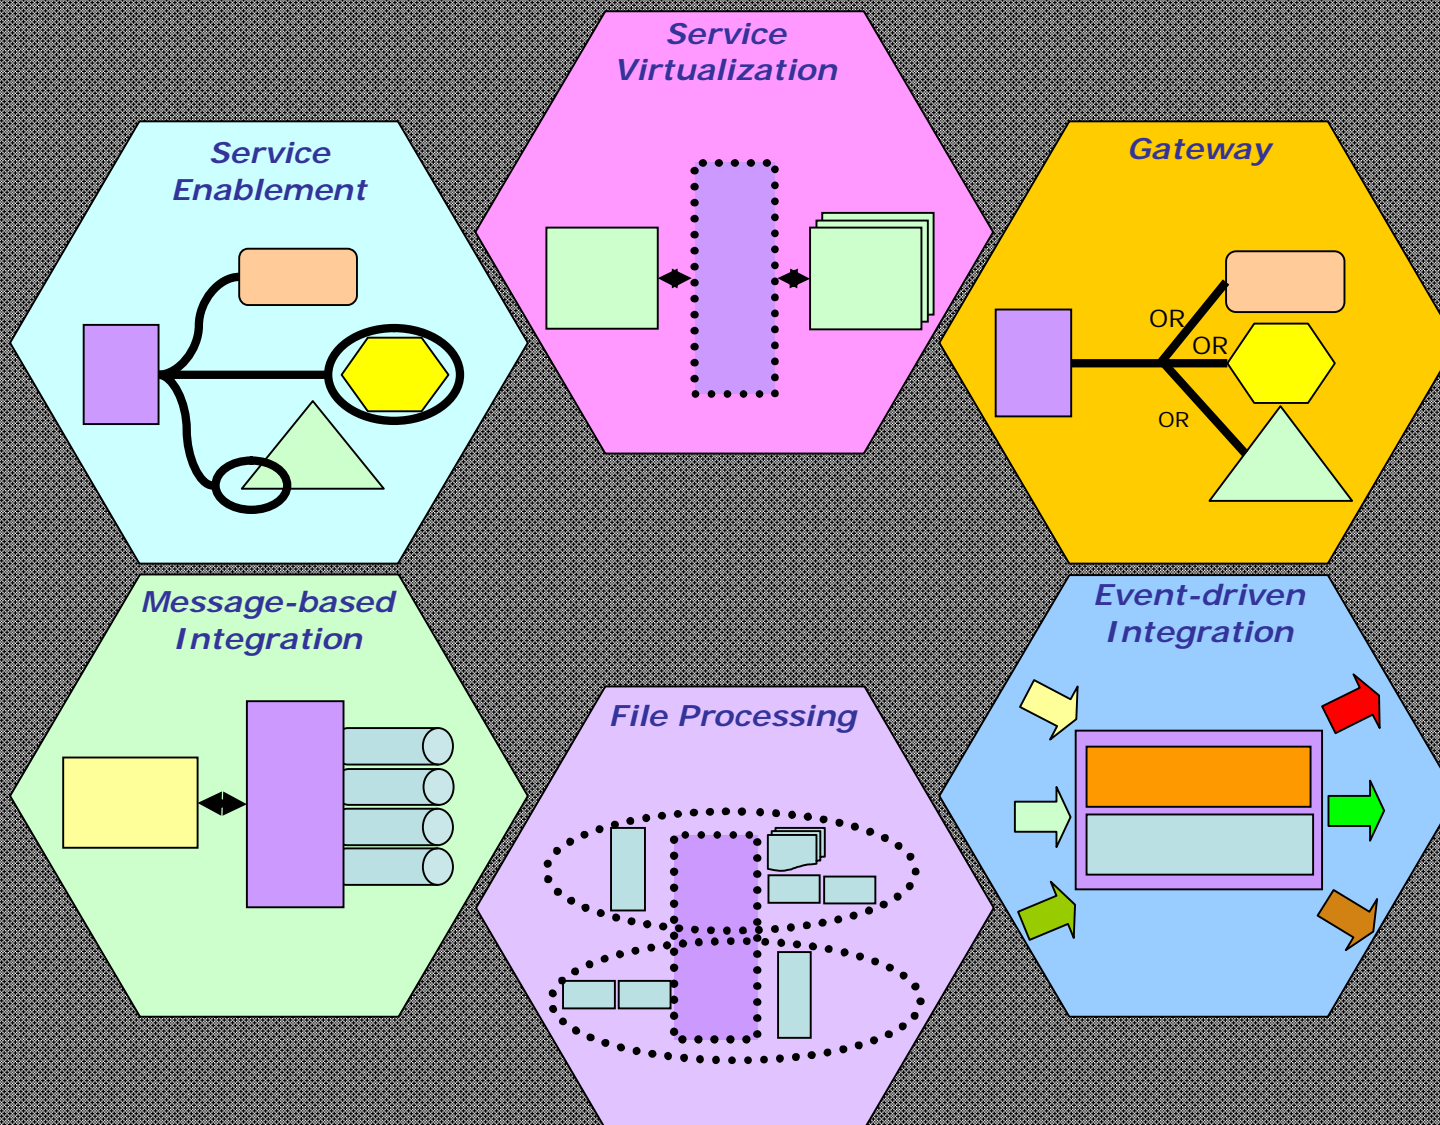 Service
Virtualization
Service
Enablement
Gateway
OR
OR
OR
Message-based
Integration
Event-driven
Integration
File Processing